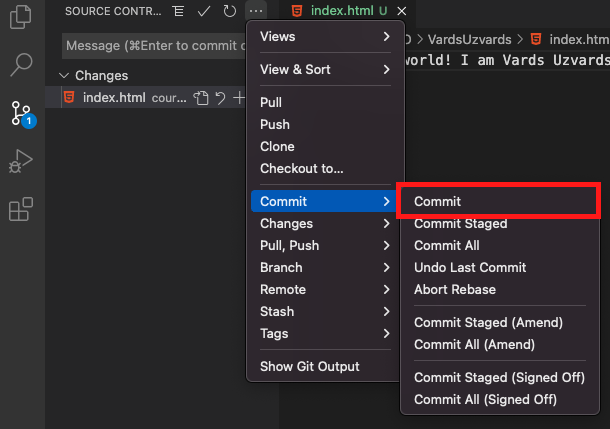 SOURCE CONTR...
index.html U
Message (⌘Enter to commit o
O > VardsUzvards > index.htm
world! I am Vards Uzvards
Changes
index.html cour...
1
Views
View & Sort
Pull
Push
Clone
Checkout to...
Commit
Changes
Pull, Push
Branch
Remote
Stash
Tags
Show Git Output
Commit
Commit Staged
Commit All
Undo Last Commit
Abort Rebase
Commit Staged (Amend)
Commit All (Amend)
Commit Staged (Signed Off)
Commit All (Signed Off)